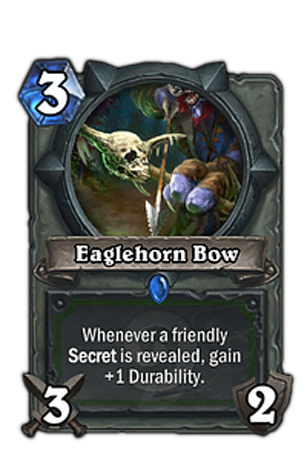 3
Eaglehorn Bow
Whenever a friendly
Secret is revealed, gain
+1 Durability.
3 2